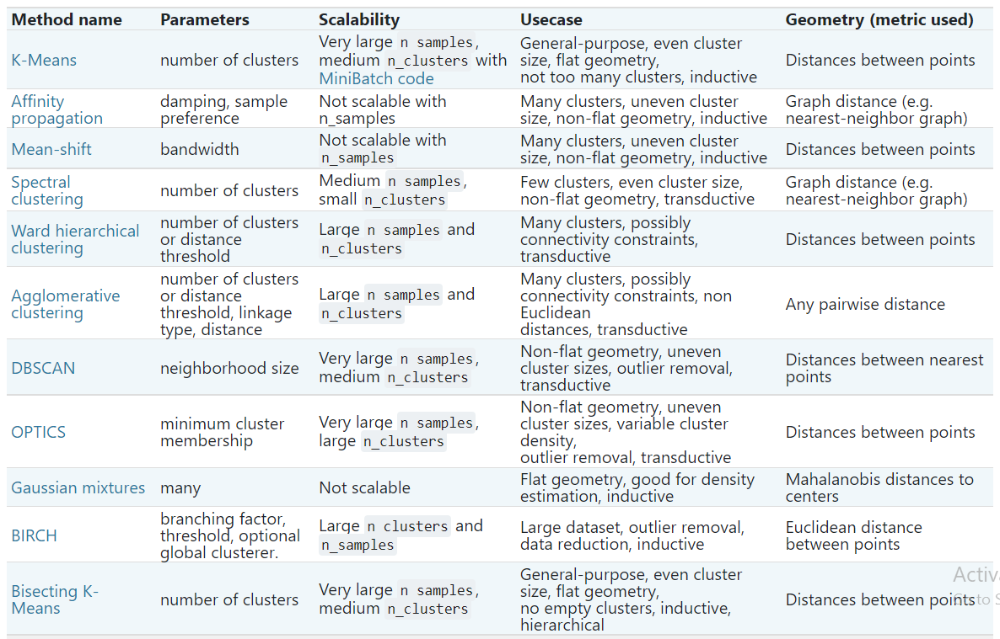 Method name Parameters Scalability Usecase Geometry (metric used)
K-Means number of clusters Very large n samples, medium n_clusters with MiniBatch code General-purpose, even cluster size, flat geometry, not too many clusters, inductive Distances between points
Affinity propagation damping, sample preference Not scalable with n_samples Many clusters, uneven cluster size, non-flat geometry, inductive Graph distance (e.g. nearest-neighbor graph)
Mean-shift bandwidth Not scalable with n_samples Many clusters, uneven cluster size, non-flat geometry, inductive Distances between points
Spectral clustering number of clusters Medium n samples, small n_clusters Few clusters, even cluster size, non-flat geometry, transductive Graph distance (e.g. nearest-neighbor graph)
Ward hierarchical clustering number of clusters or distance threshold Large n samples and n_clusters Many clusters, possibly connectivity constraints, transductive Distances between points
Agglomerative clustering number of clusters or distance threshold, linkage type, distance Large n samples and n_clusters Many clusters, possibly connectivity constraints, non Euclidean distances, transductive Any pairwise distance
DBSCAN neighborhood size Very large n samples, medium n_clusters Non-flat geometry, uneven cluster sizes, outlier removal, transductive Distances between nearest points
OPTICS minimum cluster membership Very large n samples, large n_clusters Non-flat geometry, uneven cluster sizes, variable cluster density, outlier removal, transductive Distances between points
Gaussian mixtures many Not scalable Flat geometry, good for density estimation, inductive Mahalanobis distances to centers
BIRCH branching factor, threshold, optional global clusterer. Large n clusters and n_samples Large dataset, outlier removal, data reduction, inductive Euclidean distance between points
Bisecting K-Means number of clusters Very large n samples, medium n_clusters General-purpose, even cluster size, flat geometry, no empty clusters, inductive, hierarchical Distances between points